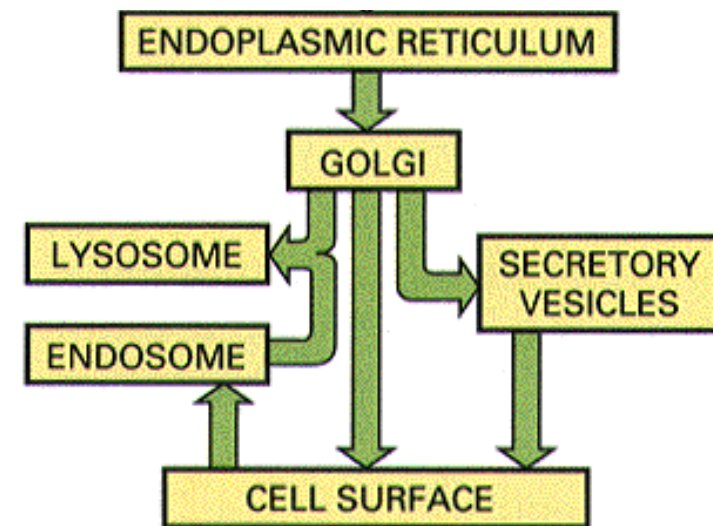 ENDOPLASMIC RETICULUM
GOLGI
LYSOSOME
SECRETORY
VESICLES
ENDOSOME
CELL SURFACE